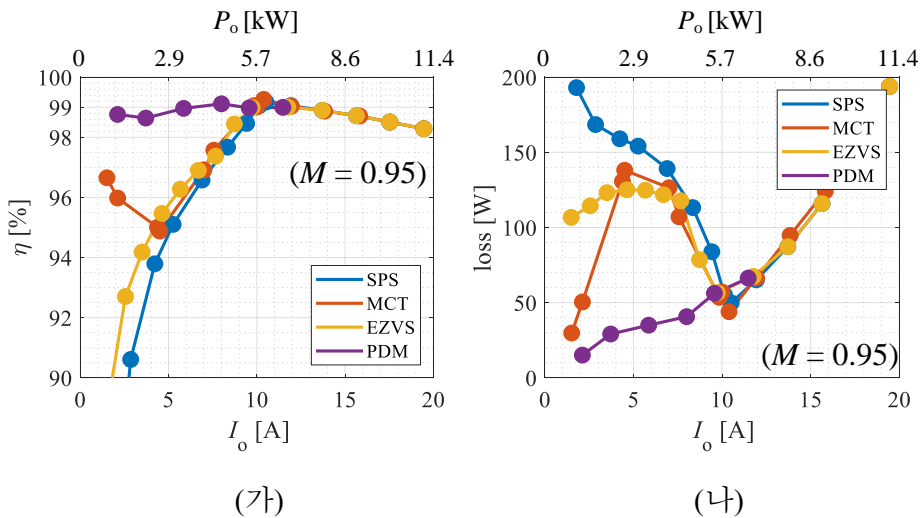 P_o [kW]
0 2.9 5.7 8.6 11.4
100
99
98
96
94
92
90
η [%]
(M = 0.95)
SPS
MCT
EZVS
PDM
0 5 10 15 20
I_o [A]
(가)
P_o [kW]
0 2.9 5.7 8.6 11.4
200
150
100
50
0
loss [W]
SPS
MCT
EZVS
PDM
(M = 0.95)
0 5 10 15 20
I_o [A]
(나)